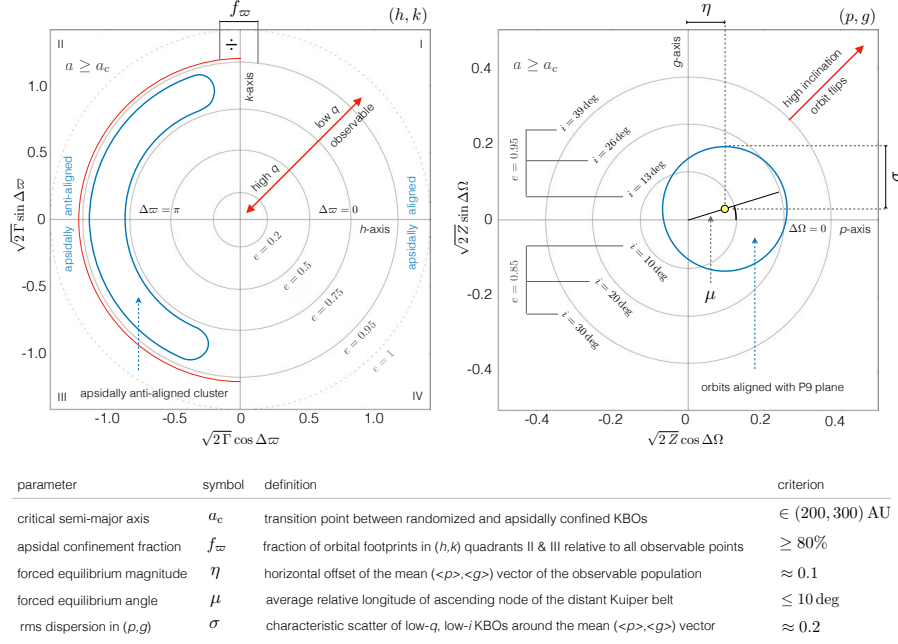 f_ϖ
(h, k)
÷
II
I
a ≥ a_c
k-axis
low q
observable
high q
apsidally anti-aligned
Δϖ = π
Δϖ = 0
apsidally aligned
h-axis
e = 0.2
e = 0.5
e = 0.75
e = 0.95
e = 1
III
IV
apsidally anti-aligned cluster
1.0
0.5
0
-0.5
-1.0
√2Γ sin Δϖ
-1.0
-0.5
0
0.5
1.0
√2Γ cos Δϖ
η
(p, g)
a ≥ a_c
g-axis
high inclination
orbit flips
e = 0.95
i = 39 deg
i = 26 deg
i = 13 deg
σ
ΔΩ = 0
p-axis
e = 0.85
i = 10 deg
i = 20 deg
i = 30 deg
μ
orbits aligned with P9 plane
0.4
0.2
0
-0.2
-0.4
√2Z sin ΔΩ
-0.4
-0.2
0
0.2
0.4
√2Z cos ΔΩ
parameter symbol definition criterion
critical semi-major axis a_c transition point between randomized and apsidally confined KBOs ∈ (200, 300) AU
apsidal confinement fraction f_ϖ fraction of orbital footprints in (h,k) quadrants II & III relative to all observable points ≥ 80%
forced equilibrium magnitude η horizontal offset of the mean (<p>,<g>) vector of the observable population ≈ 0.1
forced equilibrium angle μ average relative longitude of ascending node of the distant Kuiper belt ≤ 10 deg
rms dispersion in (p,g) σ characteristic scatter of low-q, low-i KBOs around the mean (<p>,<g>) vector ≈ 0.2